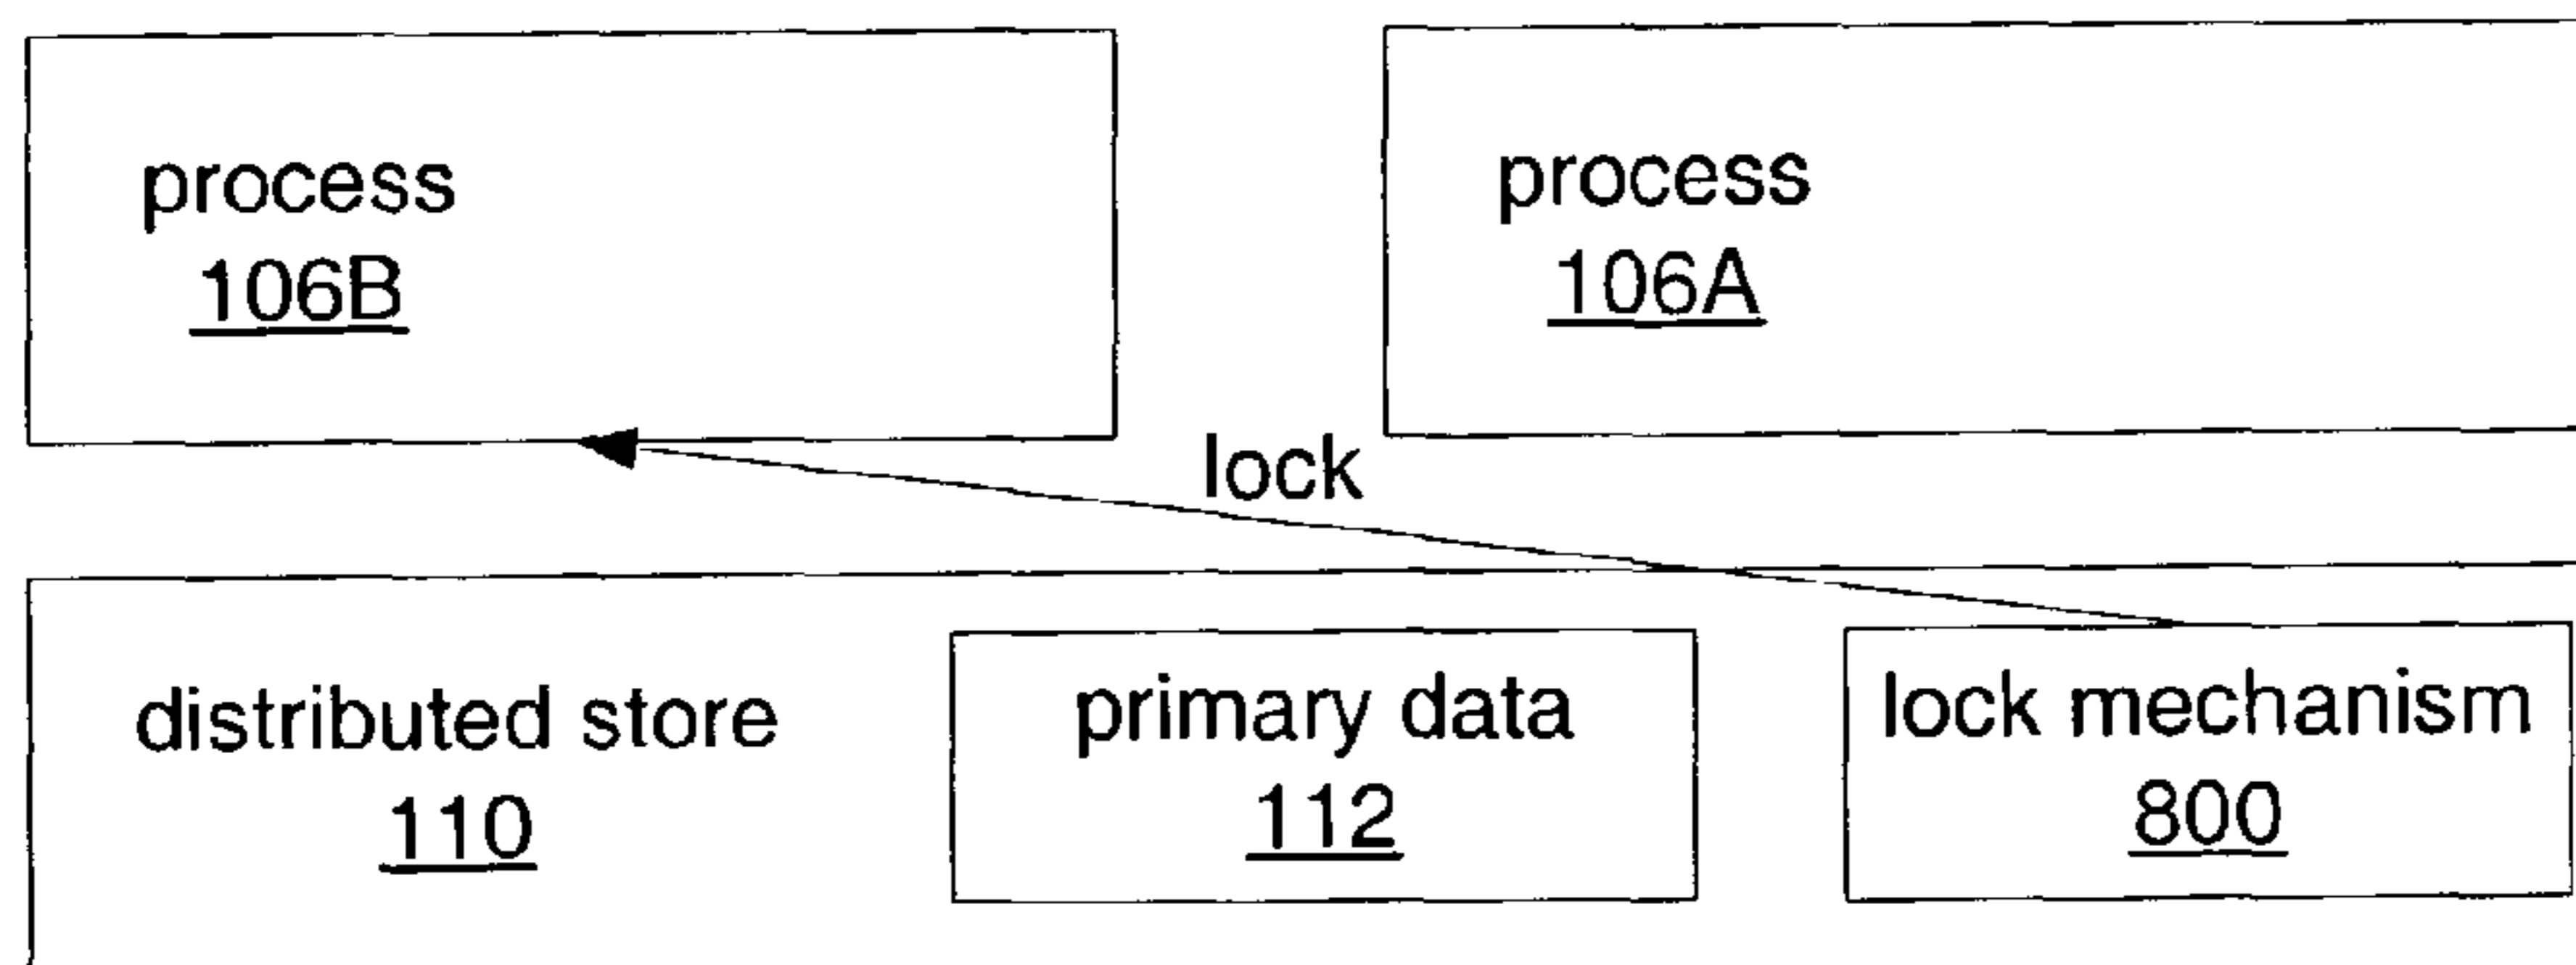 process
106B
process
106A
lock
distributed store
110
primary data
112
lock mechanism
800